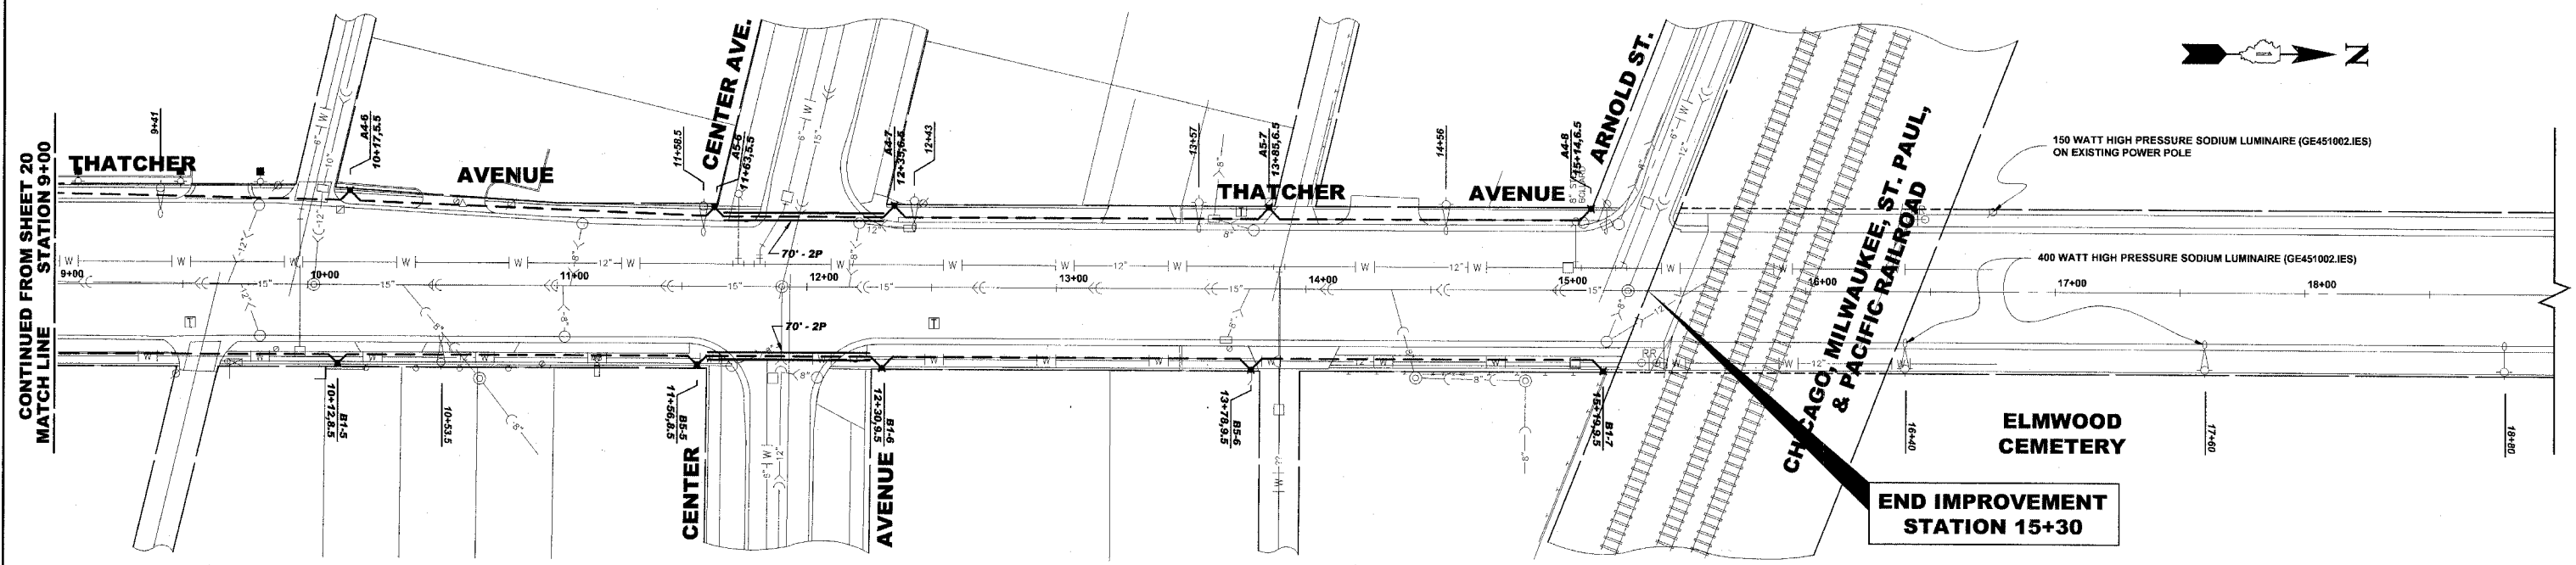 CONTINUED FROM SHEET 20
MATCH LINE STATION 9+00
THATCHER
AVENUE
CENTER AVE.
THATCHER
AVENUE
ARNOLD ST.
N
9+41
A4-6
10+17,5.5
11+58.5
A5-6
11+63,5.5
A4-7
12+35,6.5
12+43
13+57
A5-7
13+85,6.5
14+56
A4-8
15+14,6.5
150 WATT HIGH PRESSURE SODIUM LUMINAIRE (GE451002.IES)
ON EXISTING POWER POLE
400 WATT HIGH PRESSURE SODIUM LUMINAIRE (GE451002.IES)
CHICAGO, MILWAUKEE, ST. PAUL,
& PACIFIC RAILROAD
70' - 2P
9+00
10+00
11+00
12+00
13+00
14+00
15+00
16+00
17+00
18+00
70' - 2P
B1-5
10+12,8.5
10+53.5
B5-5
11+56,8.5
B1-6
12+30,9.5
B5-6
13+78,9.5
B1-7
15+19,9.5
16+40
17+60
18+80
CENTER
AVENUE
ELMWOOD
CEMETERY
END IMPROVEMENT
STATION 15+30